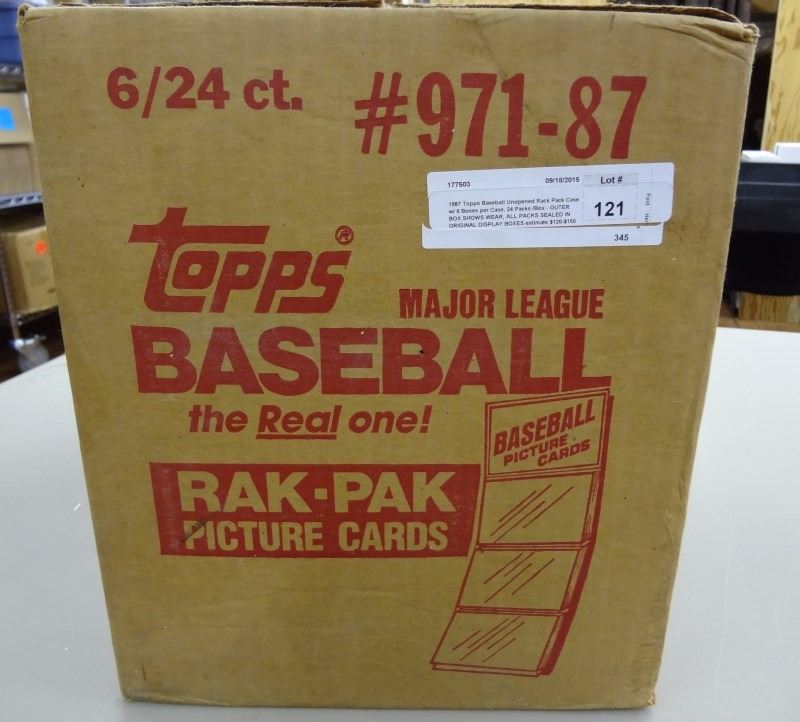 6/24 ct.
#971-87
177503 09/18/2015 Lot #
1987 Topps Baseball Unopened Rack Pack Case
w/ 6 Boxes per Case, 24 Packs /Box - OUTER
BOX SHOWS WEAR, ALL PACKS SEALED IN
ORIGINAL DISPLAY BOXES estimate $120-$150
121
345
Topps ®
MAJOR LEAGUE
BASEBALL
the Real one!
RAK-PAK
PICTURE CARDS
BASEBALL
PICTURE
CARDS